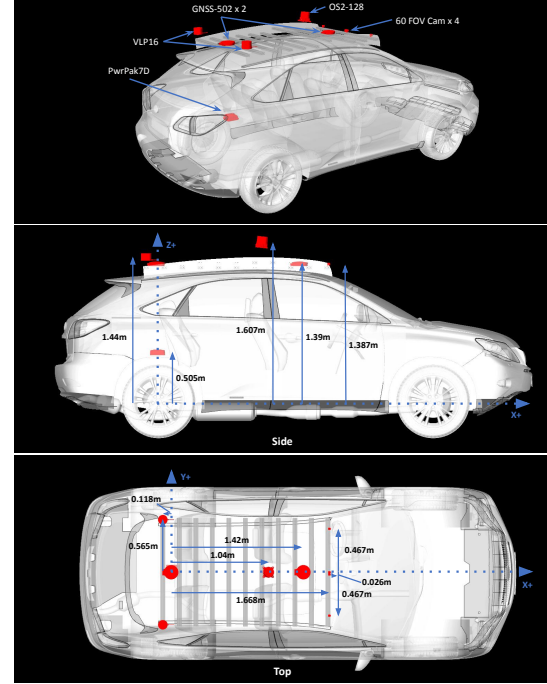 GNSS-502 x 2
OS2-128
60 FOV Cam x 4
VLP16
PwrPak7D
Z+
1.44m
1.607m
1.39m
1.387m
0.505m
X+
Side
Y+
0.118m
0.565m
1.42m
1.04m
0.467m
0.026m
X+
1.668m
0.467m
Top